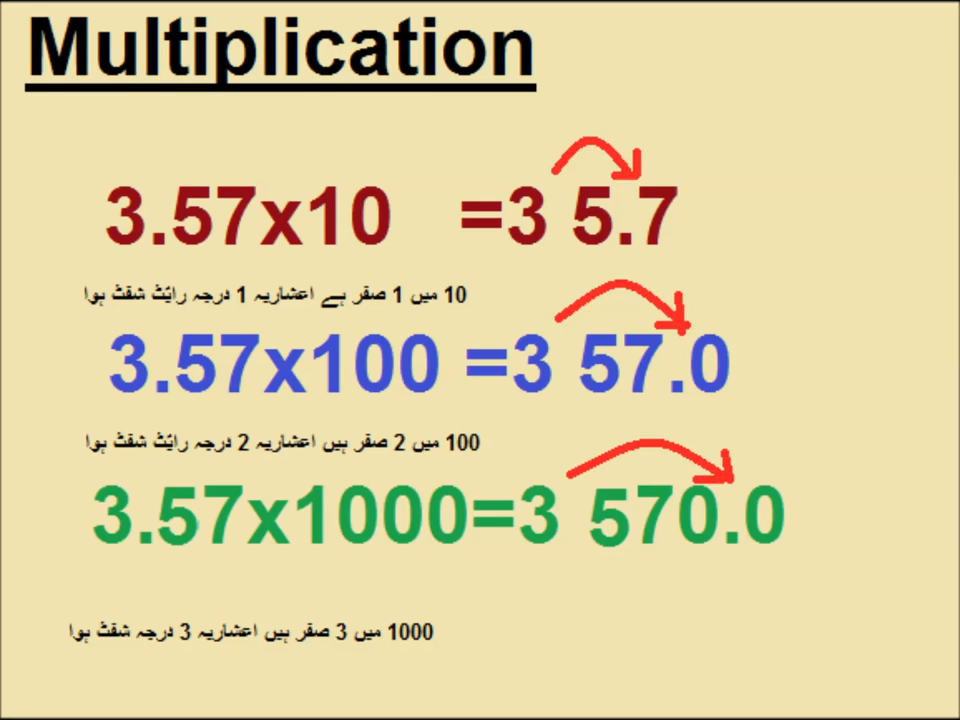 Multiplication
3.57x10 =3 5.7
10 میں 1 صفر ہے اعشاریہ 1 درجہ رائٹ شفٹ ہوا
3.57x100 =3 57.0
100 میں 2 صفر ہیں اعشاریہ 2 درجہ رائٹ شفٹ ہوا
3.57x1000=3 570.0
1000 میں 3 صفر ہیں اعشاریہ 3 درجہ شفٹ ہوا